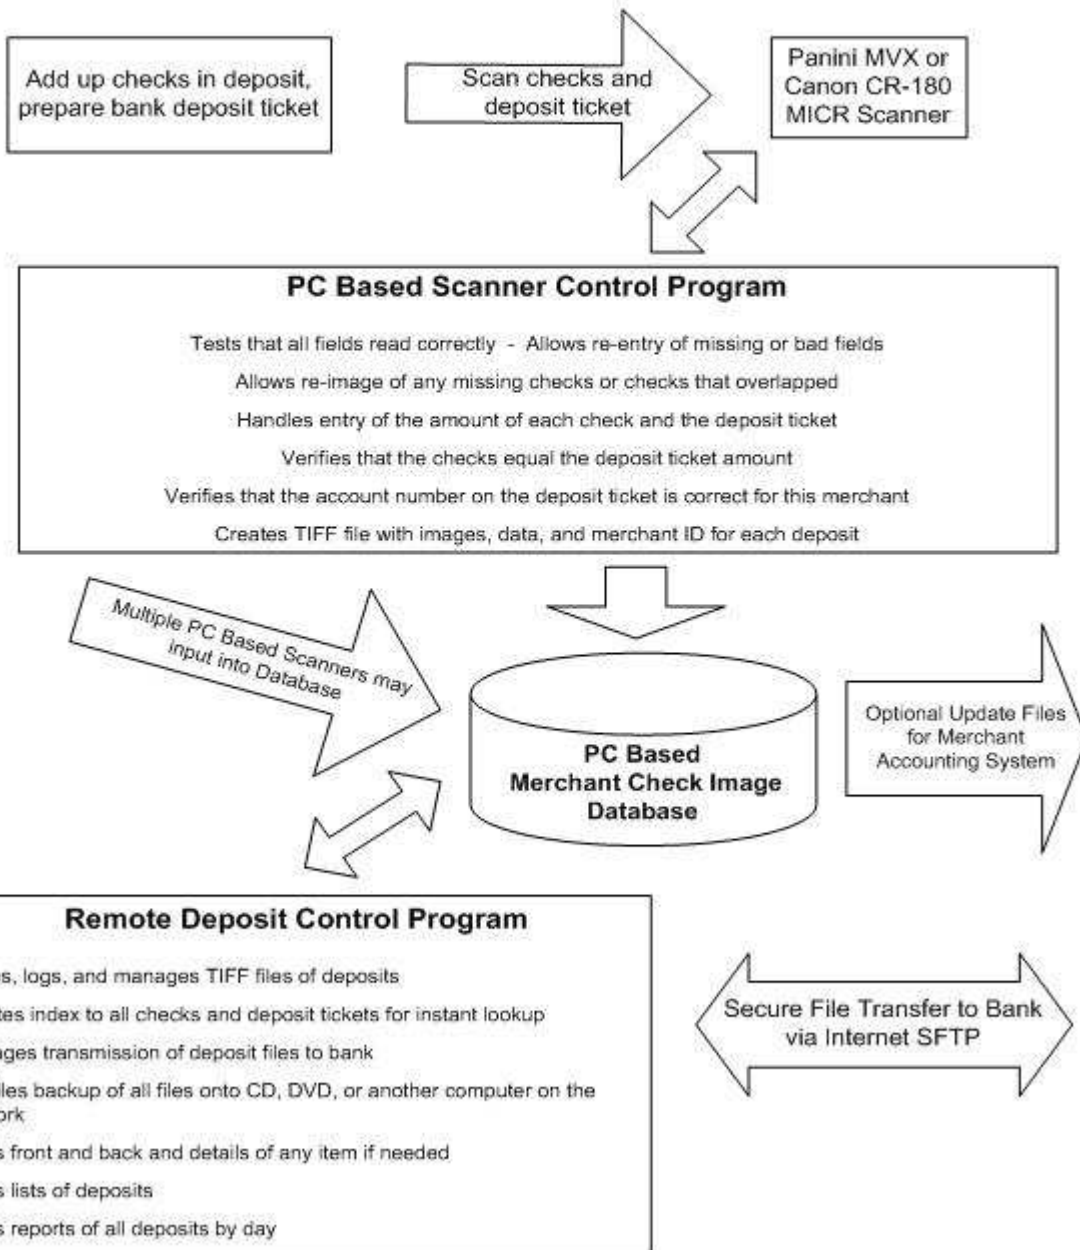 Add up checks in deposit,
prepare bank deposit ticket
Scan checks and
deposit ticket
Panini MVX or
Canon CR-180
MICR Scanner
PC Based Scanner Control Program
Tests that all fields read correctly - Allows re-entry of missing or bad fields
Allows re-image of any missing checks or checks that overlapped
Handles entry of the amount of each check and the deposit ticket
Verifies that the checks equal the deposit ticket amount
Verifies that the account number on the deposit ticket is correct for this merchant
Creates TIFF file with images, data, and merchant ID for each deposit
Multiple PC Based Scanners may
input into Database
PC Based
Merchant Check Image
Database
Optional Update Files
for Merchant
Accounting System
Remote Deposit Control Program
logs, and manages TIFF files of deposits
index to all checks and deposit tickets for instant lookup
transmission of deposit files to bank
backup of all files onto CD, DVD, or another computer on the
front and back and details of any item if needed
lists of deposits
reports of all deposits by day
Secure File Transfer to Bank
via Internet SFTP